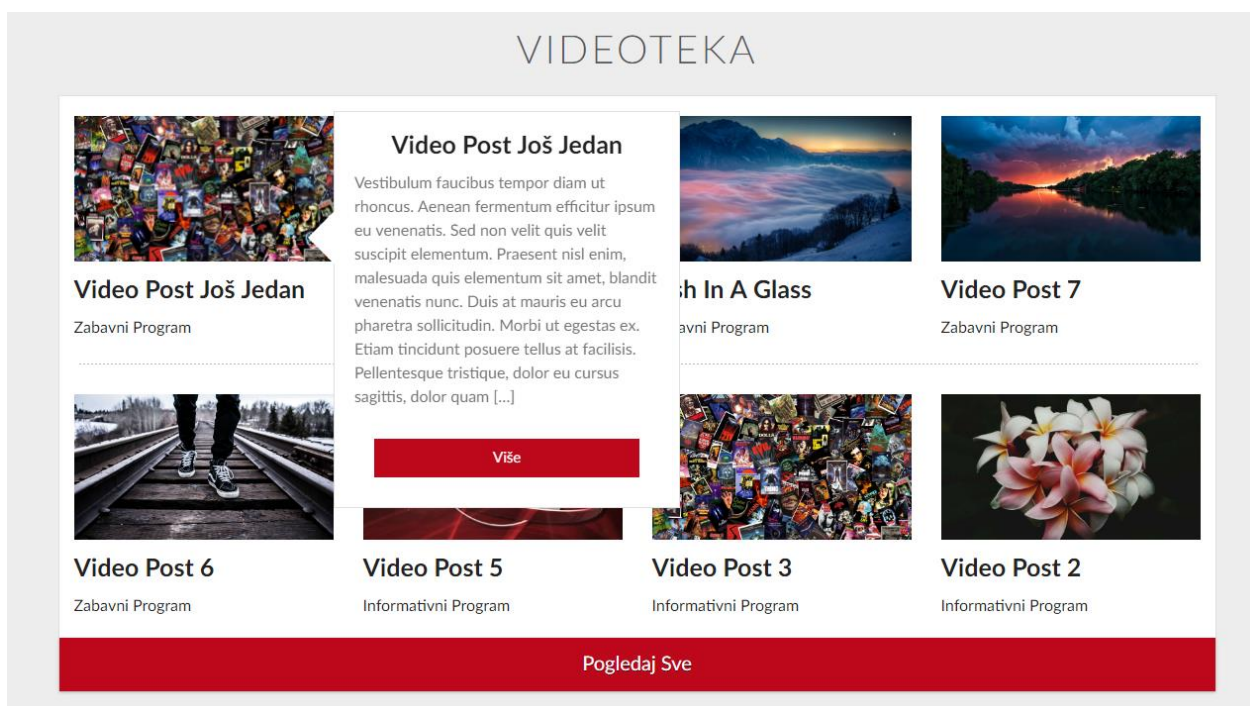 VIDEOTEKA
Video Post Još Jedan
Zabavni Program
Video Post Još Jedan
Vestibulum faucibus tempor diam ut
rhoncus. Aenean fermentum efficitur ipsum
eu venenatis. Sed non velit quis velit
suscipit elementum. Praesent nisl enim,
malesuada quis elementum sit amet, blandit
venenatis nunc. Duis at mauris eu arcu
pharetra sollicitudin. Morbi ut egestas ex.
Etiam tincidunt posuere tellus at facilisis.
Pellentesque tristique, dolor eu cursus
sagittis, dolor quam [...]
Više
In A Glass
Program
Video Post 7
Zabavni Program
Video Post 6
Zabavni Program
Video Post 5
Informativni Program
Video Post 3
Informativni Program
Video Post 2
Informativni Program
Pogledaj Sve